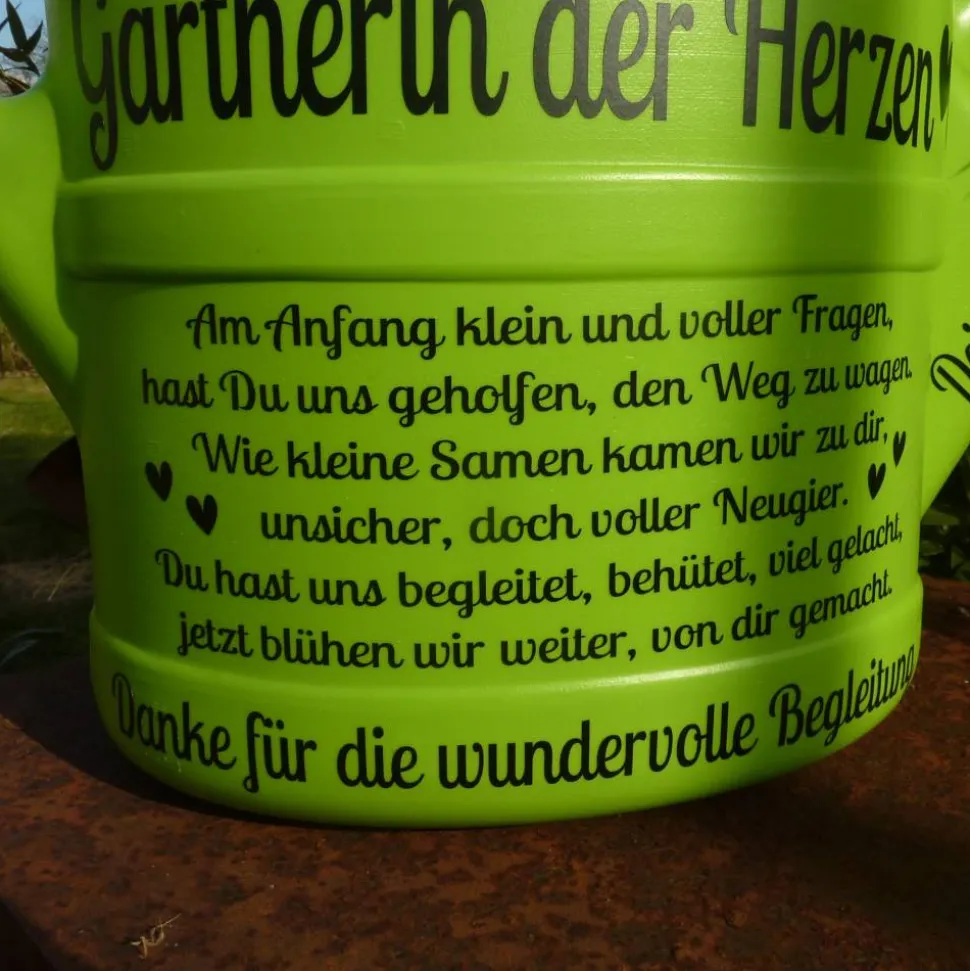 Gärtnerin der Herzen
Am Anfang klein und voller Fragen,
hast Du uns geholfen, den Weg zu wagen.
Wie kleine Samen kamen wir zu dir,
unsicher, doch voller Neugier.
Du hast uns begleitet, behütet, viel gelacht,
jetzt blühen wir weiter, von dir gemacht.
Danke für die wundervolle Begleitung